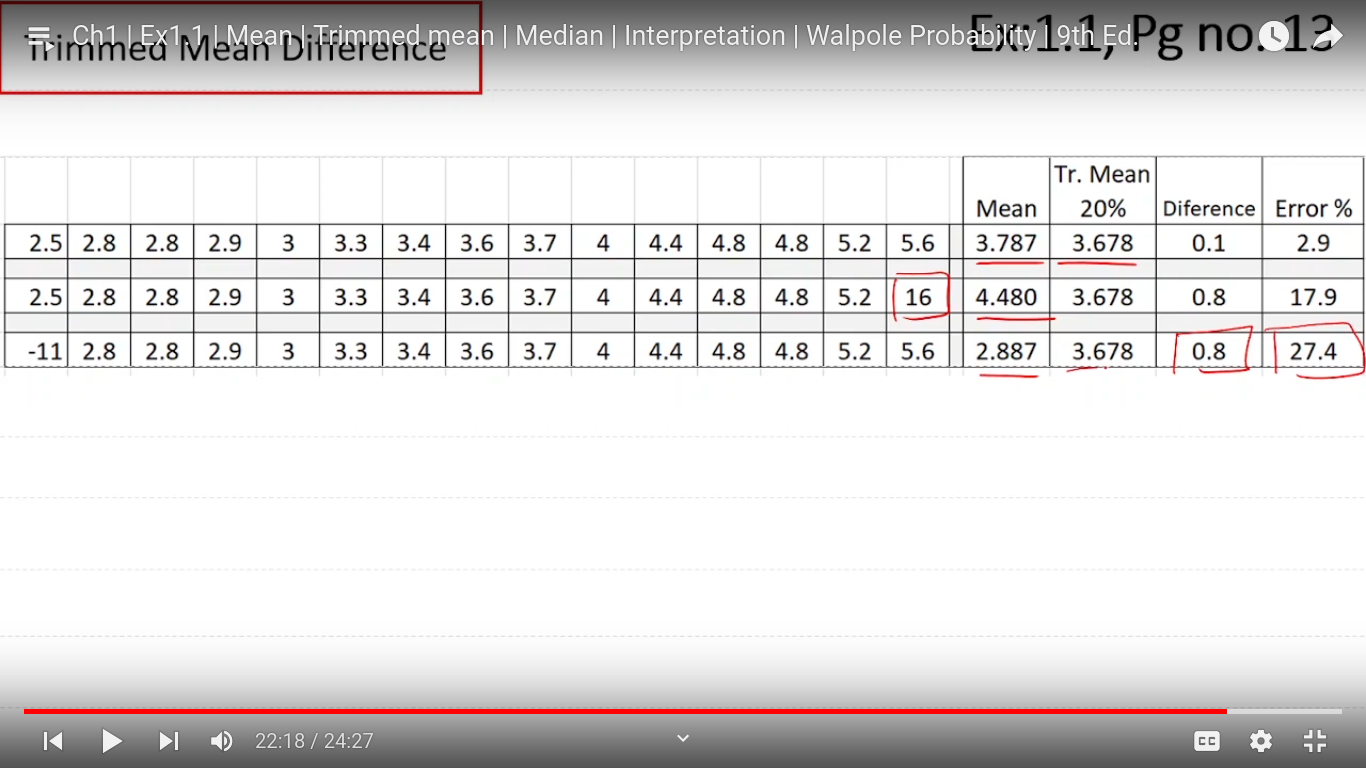 Ch1 | Ex1.1 | Mean | Trimmed mean | Median | Interpretation | Walpole Probability | 9th Ed.
Trimmed Mean Difference
Ex:1.1, Pg no. 13
Tr. Mean
Mean 20% Diference Error %
2.5 2.8 2.8 2.9 3 3.3 3.4 3.6 3.7 4 4.4 4.8 4.8 5.2 5.6 3.787 3.678 0.1 2.9
2.5 2.8 2.8 2.9 3 3.3 3.4 3.6 3.7 4 4.4 4.8 4.8 5.2 16 4.480 3.678 0.8 17.9
-11 2.8 2.8 2.9 3 3.3 3.4 3.6 3.7 4 4.4 4.8 4.8 5.2 5.6 2.887 3.678 0.8 27.4
22:18 / 24:27 CC